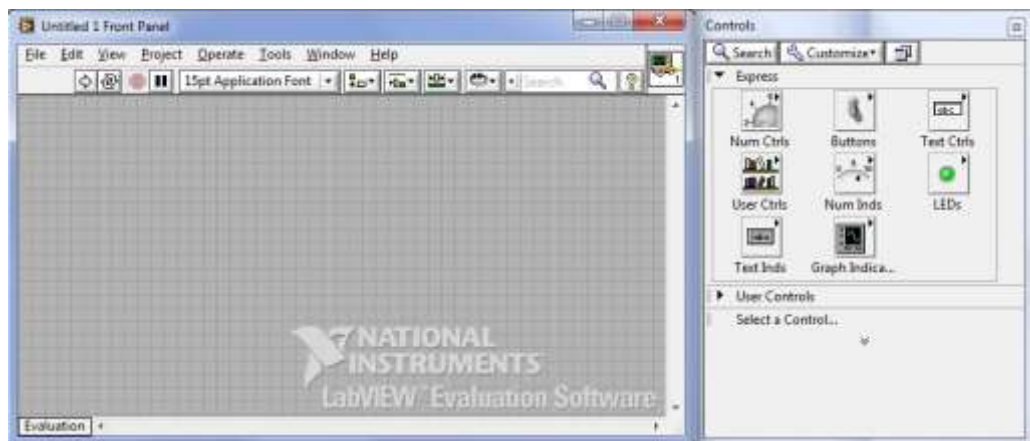 Untitled 1 Front Panel
File Edit View Project Operate Tools Window Help
15pt Application Font
Search
NATIONAL
INSTRUMENTS
LabVIEW™ Evaluation Software
Evaluation
Controls
Search Customize
Express
Num Ctrls Buttons Text Ctrls
User Ctrls Num Inds LEDs
Text Inds Graph Indica...
User Controls
Select a Control...